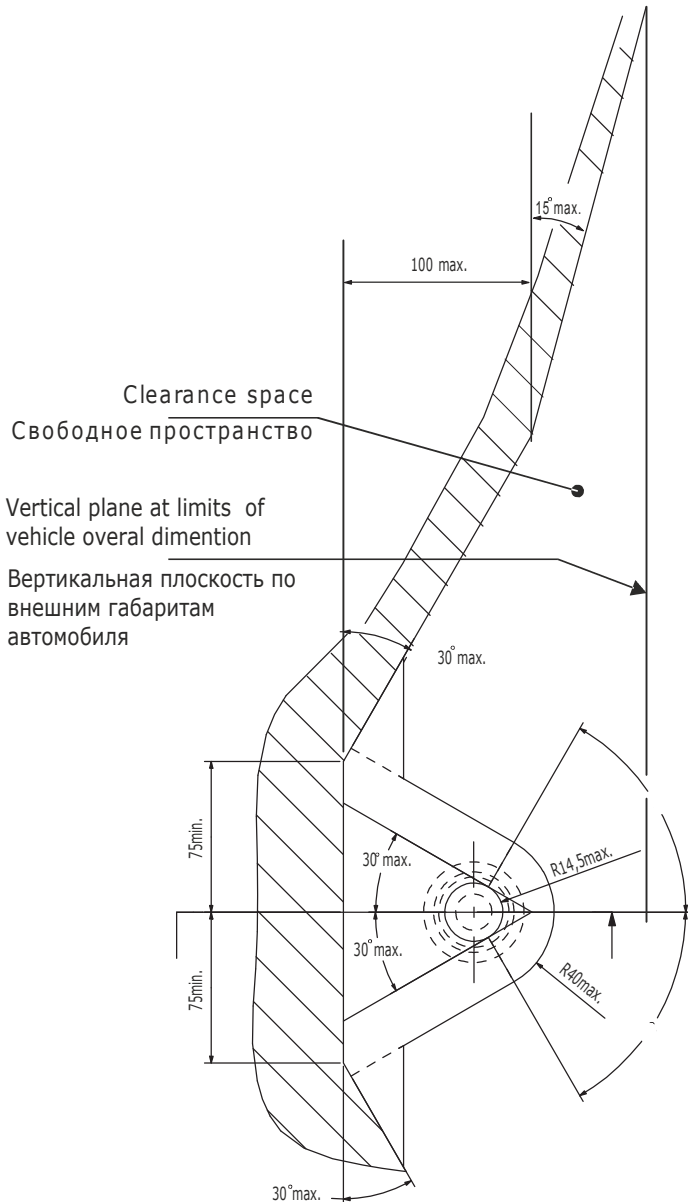 15°max.
100 max.
Clearance space
Свободное пространство
Vertical plane at limits of
vehicle overal dimention
Вертикальная плоскость по
внешним габаритам
автомобиля
30°max.
75min.
30°max.
R14,5max.
30°max.
75min.
R40max.
30°max.